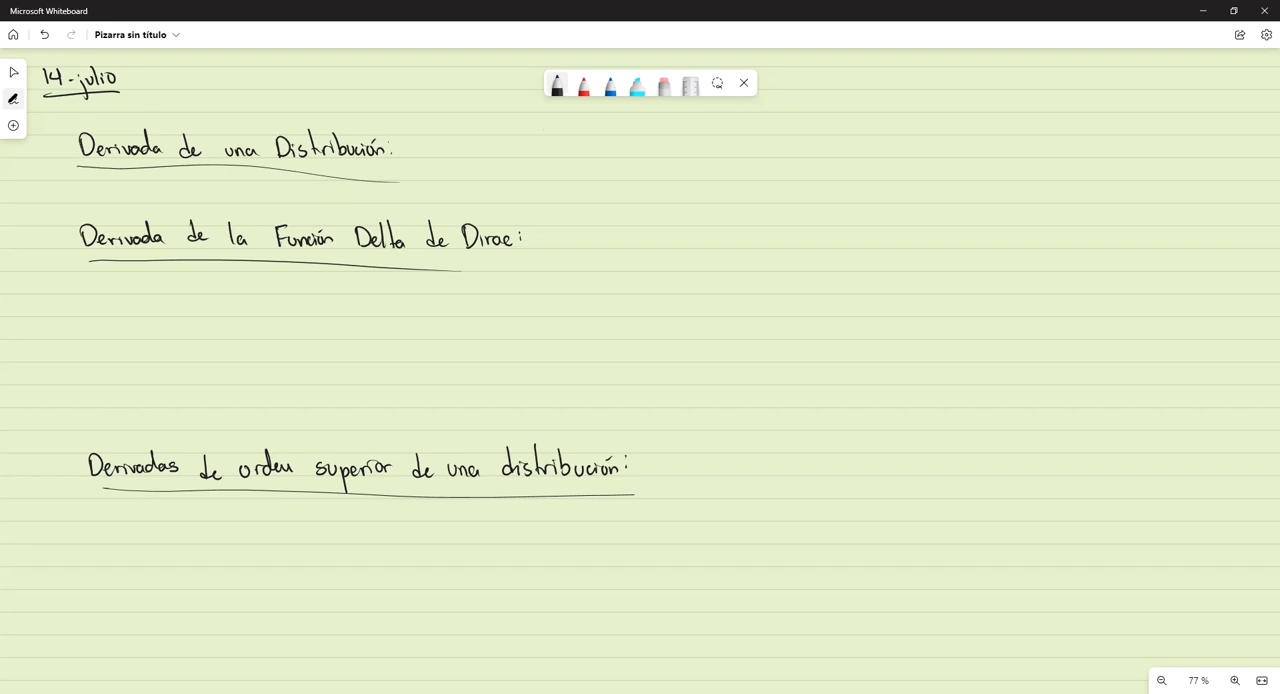 Microsoft Whiteboard
Pizarra sin título
14-julio
Derivada de una Distribución:
Derivada de la Función Delta de Dirac:
Derivadas de orden superior de una distribución:
77 %